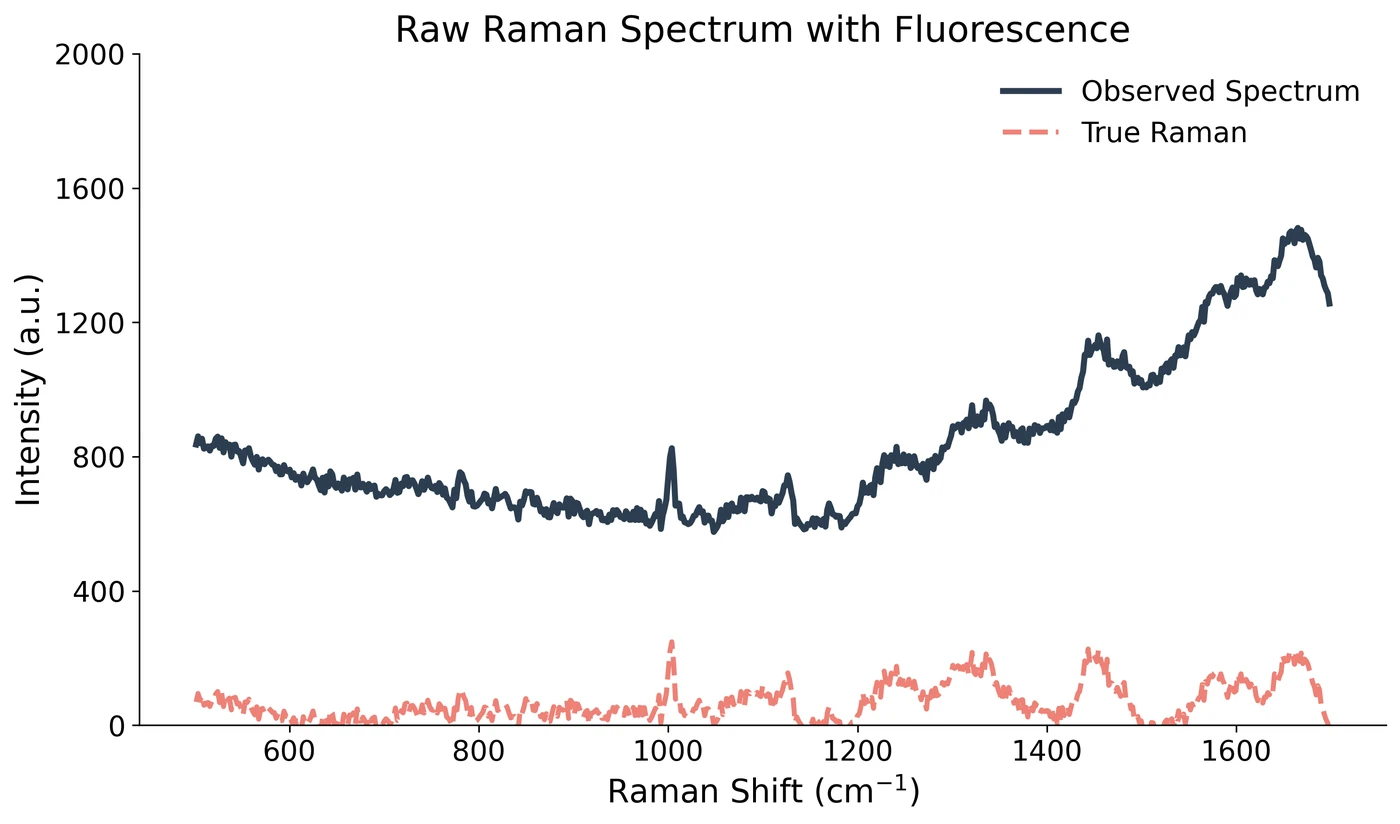 Raw Raman Spectrum with Fluorescence
Observed Spectrum
True Raman
Intensity (a.u.)
2000
1600
1200
800
400
0
600 800 1000 1200 1400 1600
Raman Shift (cm⁻¹)